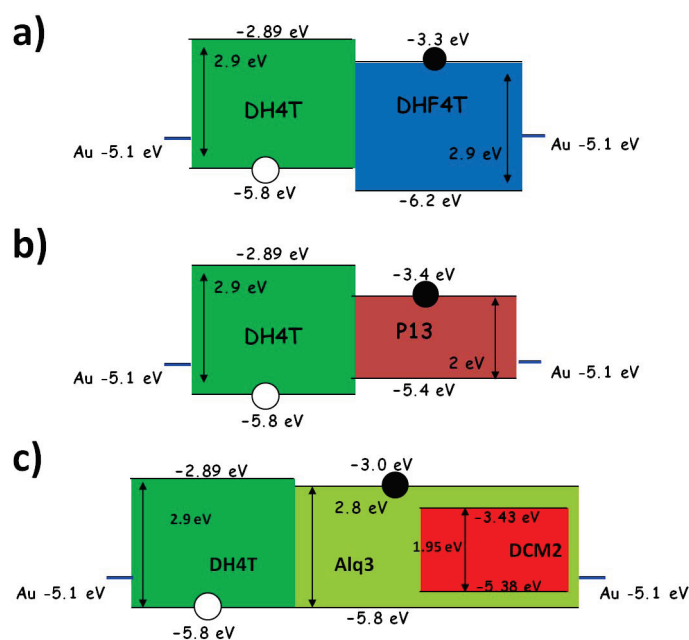 a)
−2.89 eV
−3.3 eV
2.9 eV
DH4T
DHF4T
Au −5.1 eV
Au −5.1 eV
2.9 eV
−5.8 eV
−6.2 eV
b)
−2.89 eV
−3.4 eV
2.9 eV
DH4T
P13
2 eV
Au −5.1 eV
Au −5.1 eV
−5.4 eV
−5.8 eV
c)
−2.89 eV
−3.0 eV
2.9 eV
2.8 eV
−3.43 eV
1.95 eV
DH4T
Alq3
DCM2
−5.38 eV
Au −5.1 eV
Au −5.1 eV
−5.8 eV
−5.8 eV